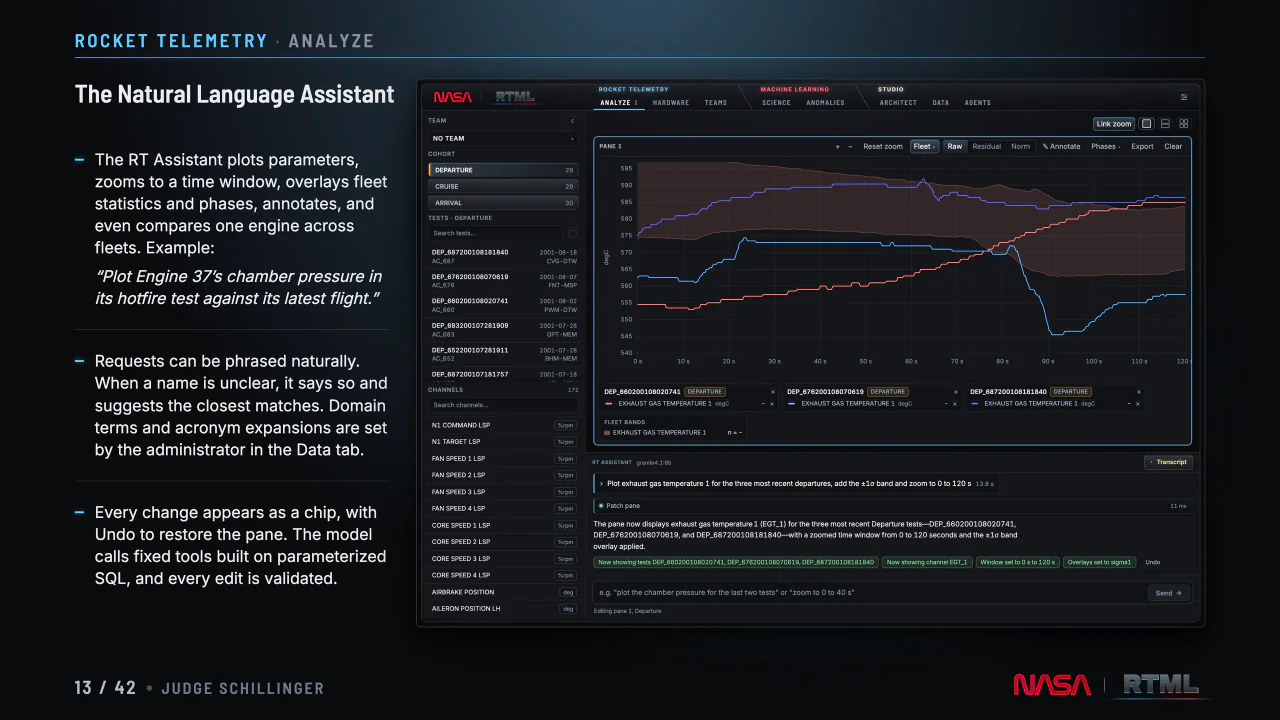 ROCKET TELEMETRY · ANALYZE
The Natural Language Assistant
– The RT Assistant plots parameters,
zooms to a time window, overlays fleet
statistics and phases, annotates, and
even compares one engine across
fleets. Example:
“Plot Engine 37’s chamber pressure in
its hotfire test against its latest flight.”
– Requests can be phrased naturally.
When a name is unclear, it says so and
suggests the closest matches. Domain
terms and acronym expansions are set
by the administrator in the Data tab.
– Every change appears as a chip, with
Undo to restore the pane. The model
calls fixed tools built on parameterized
SQL, and every edit is validated.
NASA | RTML
ROCKET TELEMETRY MACHINE LEARNING STUDIO
ANALYZE 1 HARDWARE TEAMS SCIENCE ANOMALIES ARCHITECT DATA AGENTS
TEAM
NO TEAM
COHORT
DEPARTURE 29
CRUISE 29
ARRIVAL 30
TESTS · DEPARTURE
Search tests...
DEP_687200108181840 2001-08-18
AC_687 CVG-DTW
DEP_676200108070619 2001-08-07
AC_676 FNT-MSP
DEP_660200108020741 2001-08-02
AC_660 PWM-DTW
DEP_683200107281909 2001-07-28
AC_683 GPT-MEM
DEP_652200107281911 2001-07-28
AC_652 BHM-MEM
DEP_687200107181757 2001-07-18
CHANNELS 172
Search channels...
N1 COMMAND LSP %rpm
N1 TARGET LSP %rpm
FAN SPEED 1 LSP %rpm
FAN SPEED 2 LSP %rpm
FAN SPEED 3 LSP %rpm
FAN SPEED 4 LSP %rpm
CORE SPEED 1 LSP %rpm
CORE SPEED 2 LSP %rpm
CORE SPEED 3 LSP %rpm
CORE SPEED 4 LSP %rpm
AIRBRAKE POSITION deg
AILERON POSITION LH deg
Link zoom
PANE 1 + − Reset zoom Fleet Raw Residual Norm Annotate Phases Export Clear
595
590
585
580
575
570
565
560
555
550
545
540
degC
0 s 10 s 20 s 30 s 40 s 50 s 60 s 70 s 80 s 90 s 100 s 110 s 120 s
DEP_660200108020741 DEPARTURE ×
EXHAUST GAS TEMPERATURE 1 degC - ×
DEP_676200108070619 DEPARTURE ×
EXHAUST GAS TEMPERATURE 1 degC - ×
DEP_687200108181840 DEPARTURE ×
EXHAUST GAS TEMPERATURE 1 degC - ×
FLEET BANDS
EXHAUST GAS TEMPERATURE 1 n = -
RT ASSISTANT granite4.1:8b Transcript
› Plot exhaust gas temperature 1 for the three most recent departures, add the ±1σ band and zoom to 0 to 120 s 13.8 s
Patch pane 11 ms
The pane now displays exhaust gas temperature 1 (EGT_1) for the three most recent Departure tests—DEP_660200108020741,
DEP_676200108070619, and DEP_687200108181840—with a zoomed time window from 0 to 120 seconds and the ±1σ band
overlay applied.
Now showing tests DEP_660200108020741, DEP_676200108070619, DEP_687200108181840 Now showing channel EGT_1 Window set to 0 s to 120 s Overlays set to sigma1 Undo
e.g. "plot the chamber pressure for the last two tests" or "zoom to 0 to 40 s" Send →
Editing pane 1, Departure
13 / 42 • JUDGE SCHILLINGER
NASA | RTML